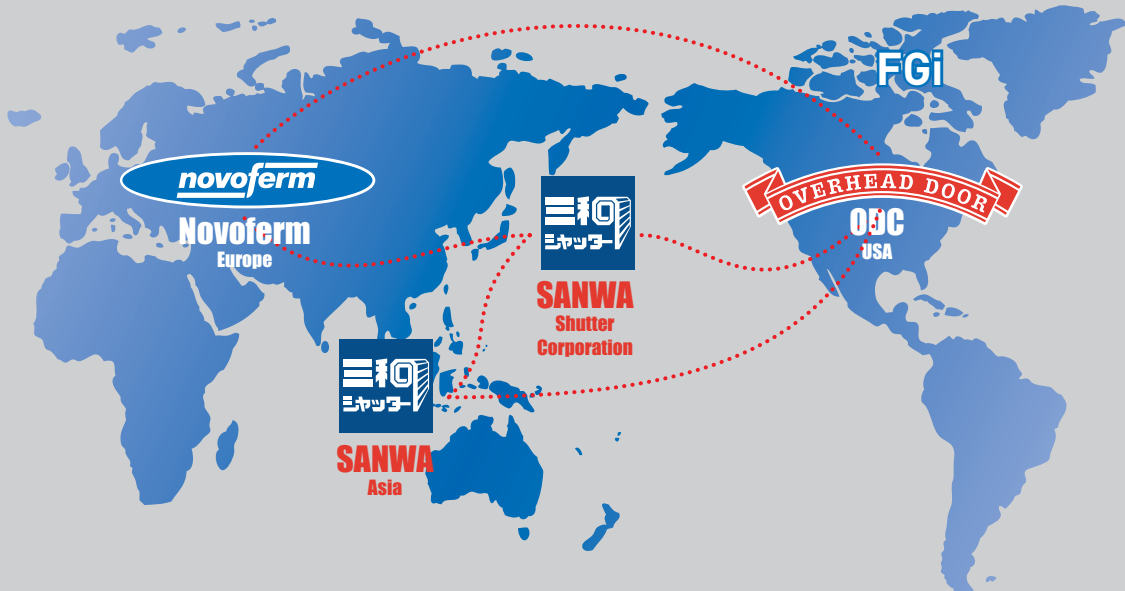 FGi
novoferm
OVERHEAD DOOR
Novoferm
Europe
ODC
USA
三和
シャッター
SANWA
Shutter
Corporation
三和
シャッター
SANWA
Asia